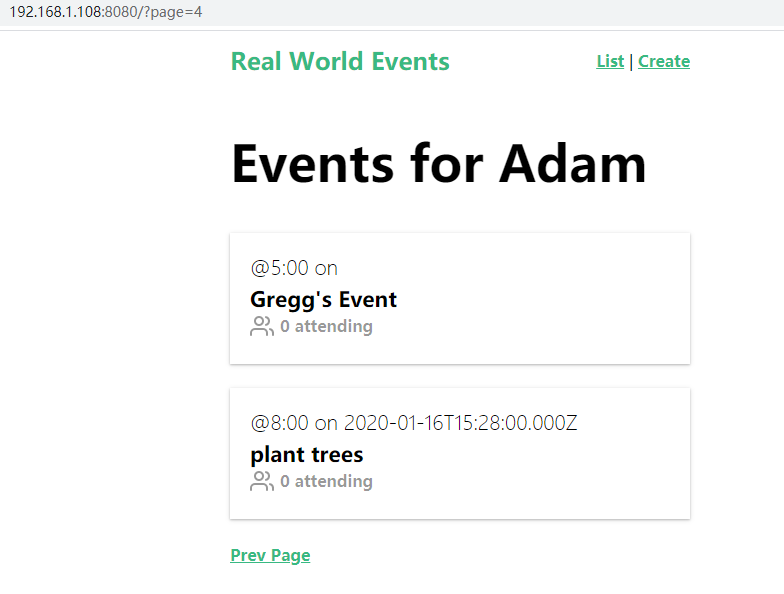 192.168.1.108:8080/?page=4
Real World Events List | Create
Events for Adam
@5:00 on
Gregg's Event
0 attending
@8:00 on 2020-01-16T15:28:00.000Z
plant trees
0 attending
Prev Page